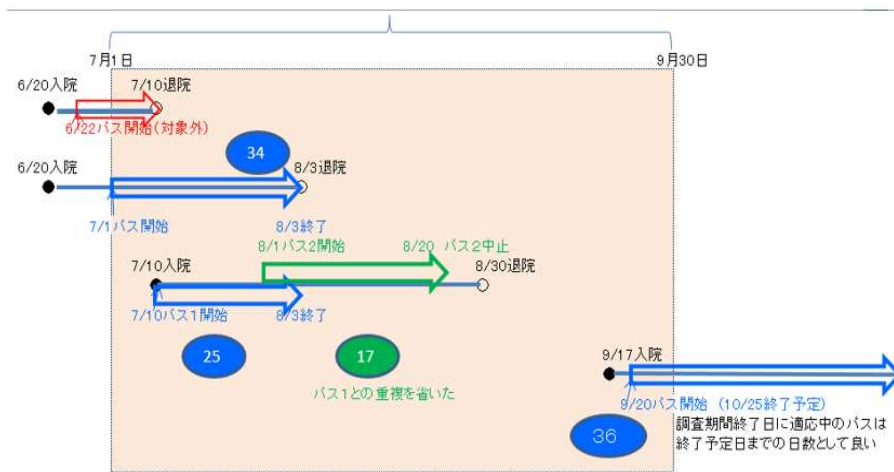 7月1日
9月30日
6/20入院
7/10退院
6/22パス開始(対象外)
34
6/20入院
8/3退院
7/1パス開始
8/3終了
8/1パス2開始
8/20 パス2中止
7/10入院
8/30退院
7/10パス1開始
8/3終了
25
17
9/17入院
パス1との重複を省いた
9/20パス開始 (10/25終了予定)
36
調査期間終了日に適応中のパスは
終了予定日までの日数として良い